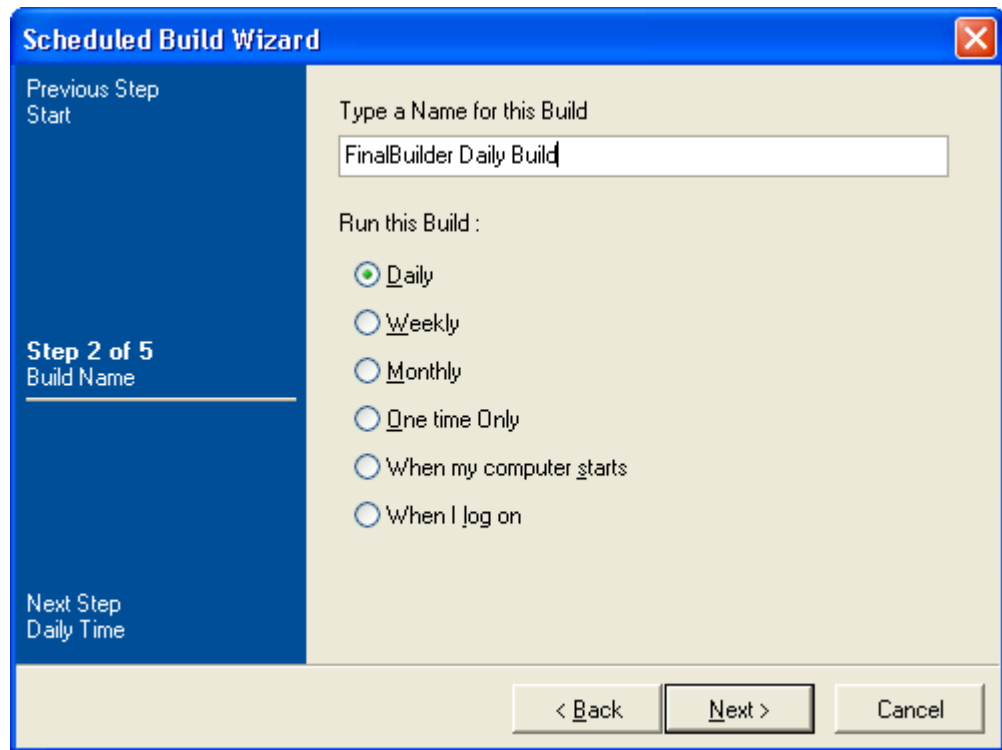 Scheduled Build Wizard
Previous Step
Start
Step 2 of 5
Build Name
Next Step
Daily Time
Type a Name for this Build
FinalBuilder Daily Build
Run this Build :
Daily
Weekly
Monthly
One time Only
When my computer starts
When I log on
< Back
Next >
Cancel